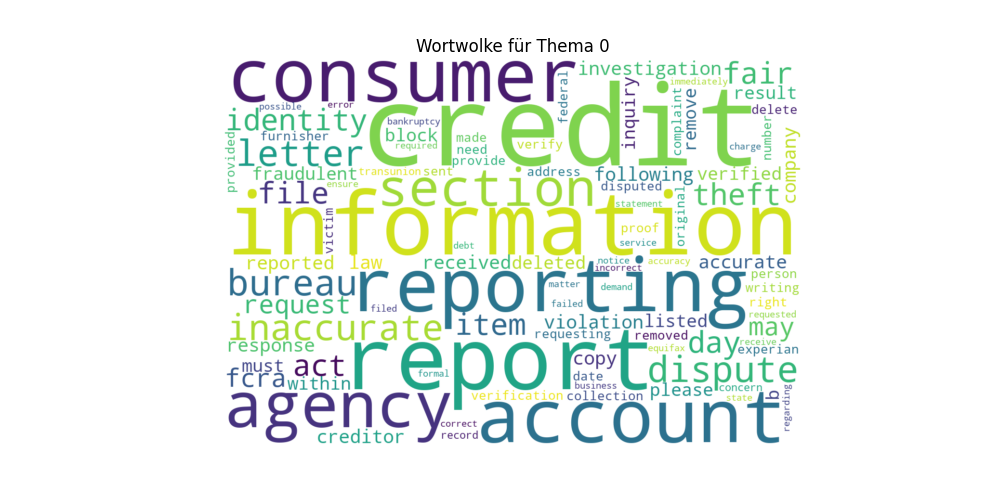 Wortwolke für Thema 0
consumer
investigation
fair
immediately
credit
federal
inquiry
complaint
remove
result
possible
error
delete
identity
furnisher
bankruptcy
block
required
made
need
provide
verify
charge
number
company
provided
letter
fraudulent
transunion
sent
address
following
verified
ensure
file
section
disputed
theft
statement
original
information
victim
proof
service
debt
reported
law
received
deleted
notice
incorrect
accuracy
accurate
bureau
reporting
matter
demand
person
writing
request
filed
failed
right
requested
inaccurate
item
violation
listed
may
requesting
removed
receive
response
report
equifax
day
experian
must
act
copy
fcra
within
formal
date
business
dispute
please
concern
agency
verification
collection
state
b
regarding
account
creditor
correct
record